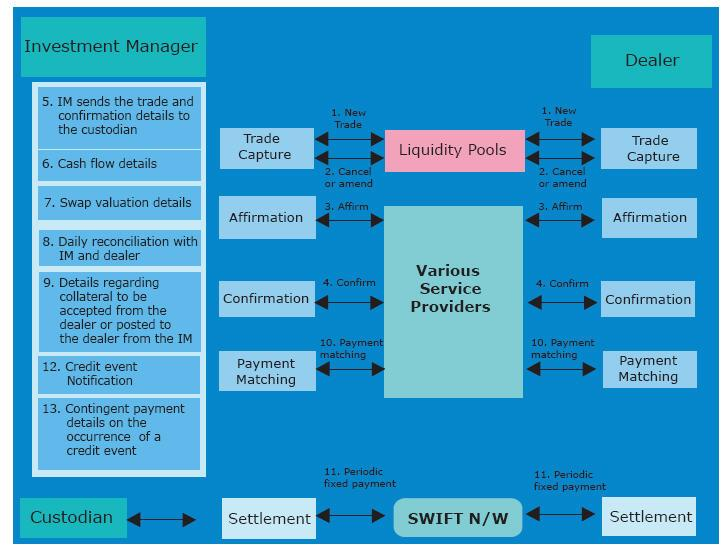 Investment Manager
Dealer
5. IM sends the trade and
confirmation details to
the custodian
6. Cash flow details
7. Swap valuation details
8. Daily reconciliation with
IM and dealer
9. Details regarding
collateral to be
accepted from the
dealer or posted to
the dealer from the IM
12. Credit event
Notification
13. Contingent payment
details on the
occurrence of a
credit event
Trade
Capture
1. New
Trade
2. Cancel
or amend
Liquidity Pools
1. New
Trade
2. Cancel
or amend
Trade
Capture
Affirmation
3. Affirm
Various
Service
Providers
3. Affirm
Affirmation
Confirmation
4. Confirm
4. Confirm
Confirmation
Payment
Matching
10. Payment
matching
10. Payment
matching
Payment
Matching
Custodian
Settlement
11. Periodic
fixed payment
SWIFT N/W
11. Periodic
fixed payment
Settlement